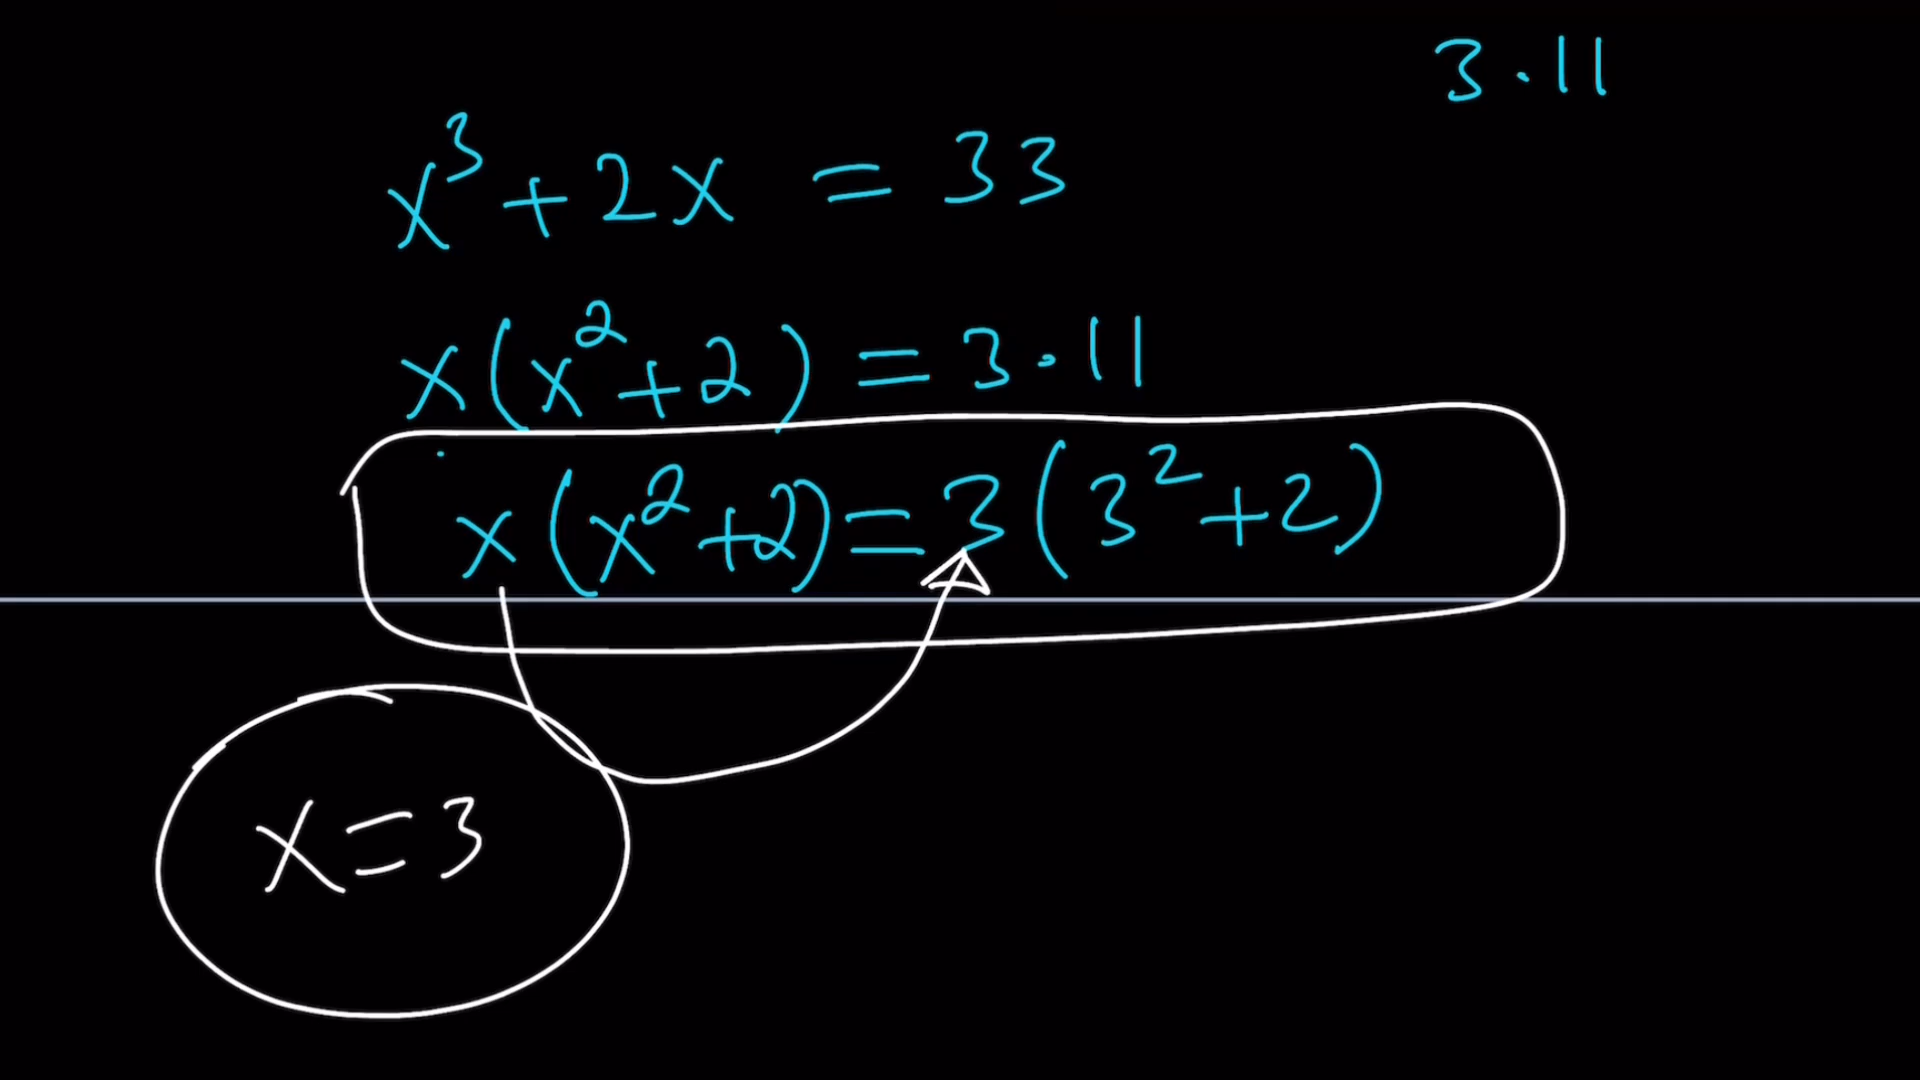 3·11
x³+2x = 33
x(x²+2) = 3·11
x(x²+2)=3(3²+2)
x=3